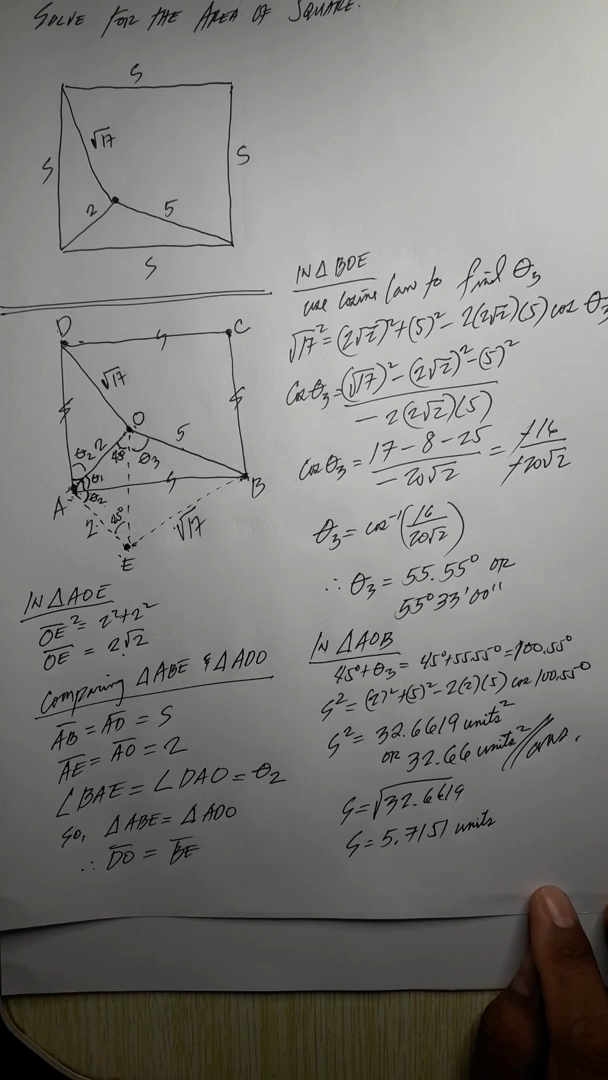 SOLVE FOR THE AREA OF SQUARE.
S
√17
S
S
2
5
S
D
S
C
√17
S
O
S
θ2
2
45°
θ3
5
θ1
A
θ2
S
B
2
45°
√17
E
IN △AOE
OE² = 2²+2²
OE = 2√2
Comparing △ABE & △ADO
AB = AD = S
AE = AO = 2
∠BAE = ∠DAO = θ2
SO, △ABE = △ADO
∴ DO = BE
IN △BOE
use cosine law to find θ3
√17² = (2√2)²+(5)² - 2(2√2)(5) cos θ3
Cos θ3 = (√17)² - (2√2)² - (5)²
-2(2√2)(5)
Cos θ3 = 17 - 8 - 25 = -16
-20√2 -20√2
θ3 = cos⁻¹(16/20√2)
∴ θ3 = 55.55° OR
55°33'00"
IN △AOB
45°+θ3 = 45°+55.55° = 100.55°
S² = (2)²+(5)² - 2(2)(5) cos 100.55°
S² = 32.6619 units²
OR 32.66 units² // ans.
S = √32.6619
S = 5.7151 units